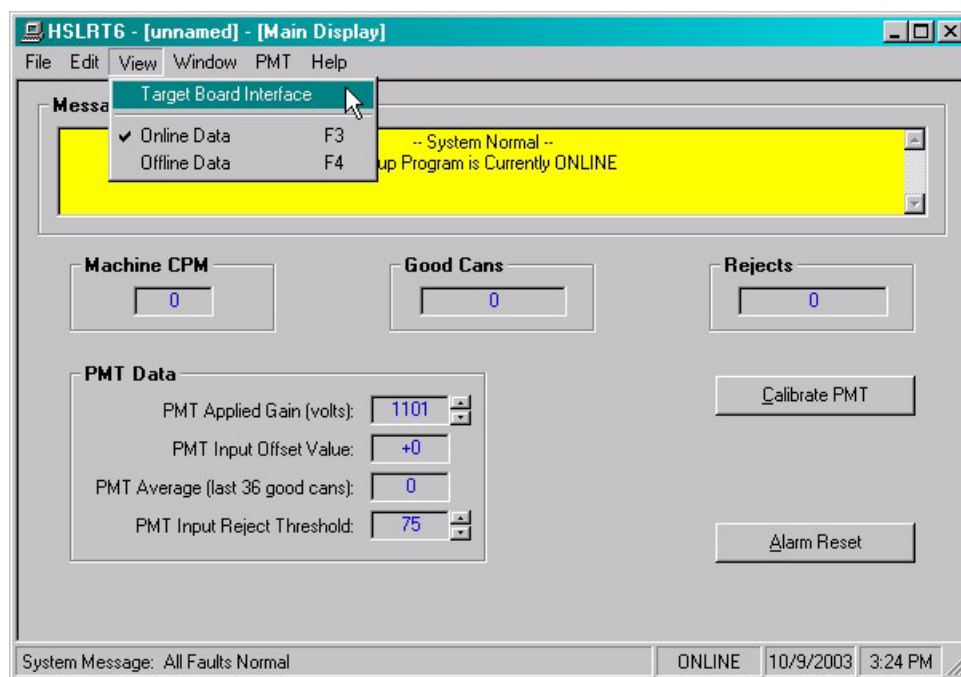 HSLRT6 - [unnamed] - [Main Display]
File Edit View Window PMT Help
Target Board Interface
Online Data F3
Offline Data F4
-- System Normal --
Program is Currently ONLINE
Machine CPM
0
Good Cans
0
Rejects
0
PMT Data
PMT Applied Gain (volts): 1101
PMT Input Offset Value: +0
PMT Average (last 36 good cans): 0
PMT Input Reject Threshold: 75
Calibrate PMT
Alarm Reset
System Message: All Faults Normal
ONLINE
10/9/2003
3:24 PM